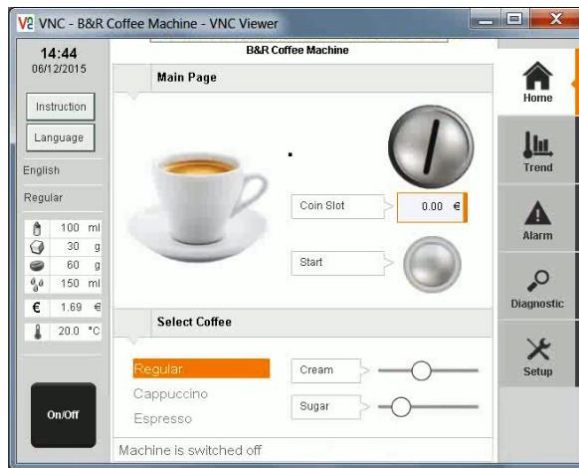 VNC - B&R Coffee Machine - VNC Viewer
14:44
06/12/2015
Instruction
Language
English
Regular
100 ml
30 g
60 g
150 ml
€ 1.69 €
20.0 °C
On/Off
B&R Coffee Machine
Main Page
Coin Slot
0.00 €
Start
Select Coffee
Regular
Cappuccino
Espresso
Cream
Sugar
Machine is switched off
Home
Trend
Alarm
Diagnostic
Setup